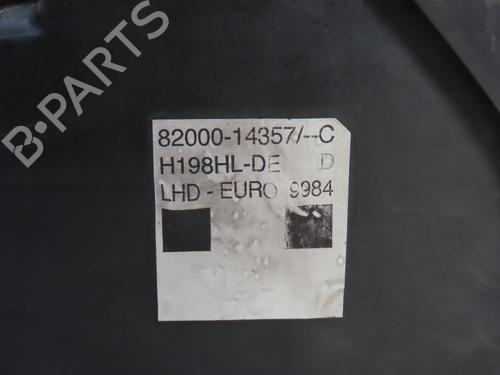 82000-14357/--C
H198HL-DE D
LHD - EURO 9984
B-PARTS